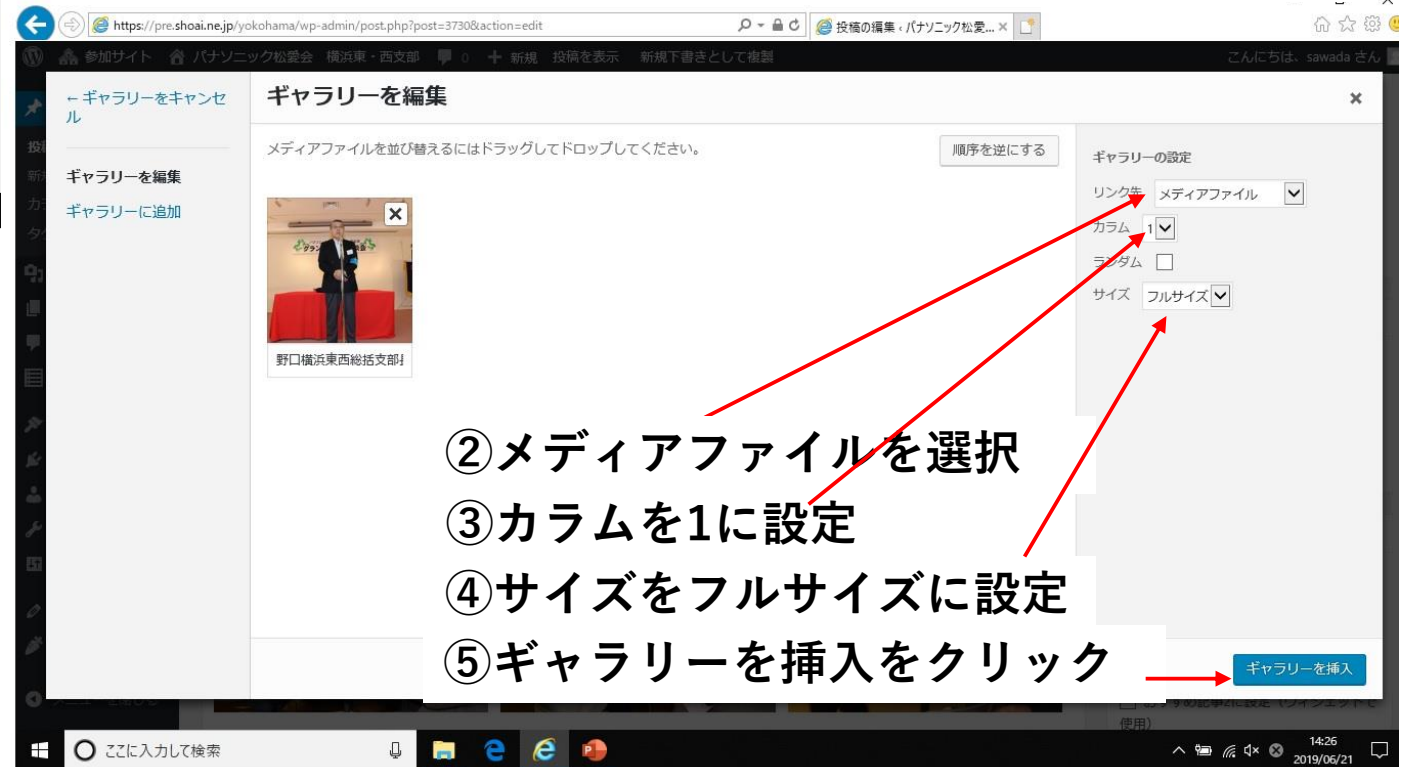 https://pre.shoai.ne.jp/yokohama/wp-admin/post.php?post=3730&action=edit
投稿の編集 ‹ パナソニック松愛... ×
参加サイト パナソニック松愛会 横浜東・西支部 0 + 新規 投稿を表示 新規下書きとして複製
こんにちは、sawada さん
←ギャラリーをキャンセ
ル
ギャラリーを編集
ギャラリーに追加
ギャラリーを編集
×
メディアファイルを並び替えるにはドラッグしてドロップしてください。
順序を逆にする
野口横浜東西総括支部
ギャラリーの設定
リンク先 メディアファイル
カラム 1
ランダム
サイズ フルサイズ
②メディアファイルを選択
③カラムを1に設定
④サイズをフルサイズに設定
⑤ギャラリーを挿入をクリック
ギャラリーを挿入
使用）
ここに入力して検索
14:26
2019/06/21